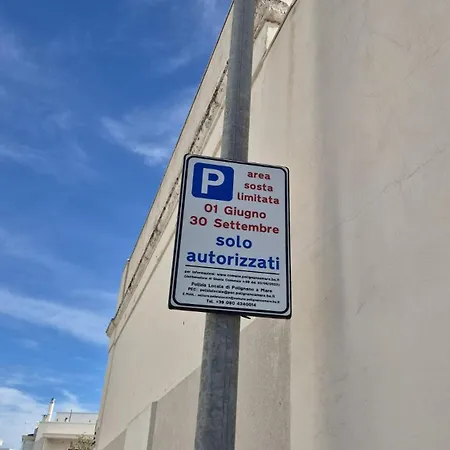 P
area
sosta
limitata
01 Giugno
30 Settembre
solo
autorizzati
Polizia Locale di Polignano a Mare
Tel. +39 080 4240014